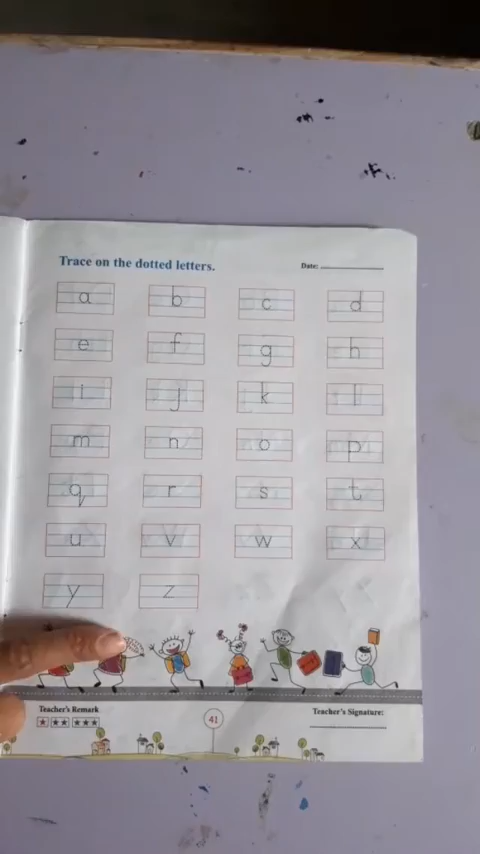 Trace on the dotted letters. Date:
a b c d
e f g h
i j k l
m n o p
q r s t
u v w x
y z
Teacher's Remark Teacher's Signature:
41